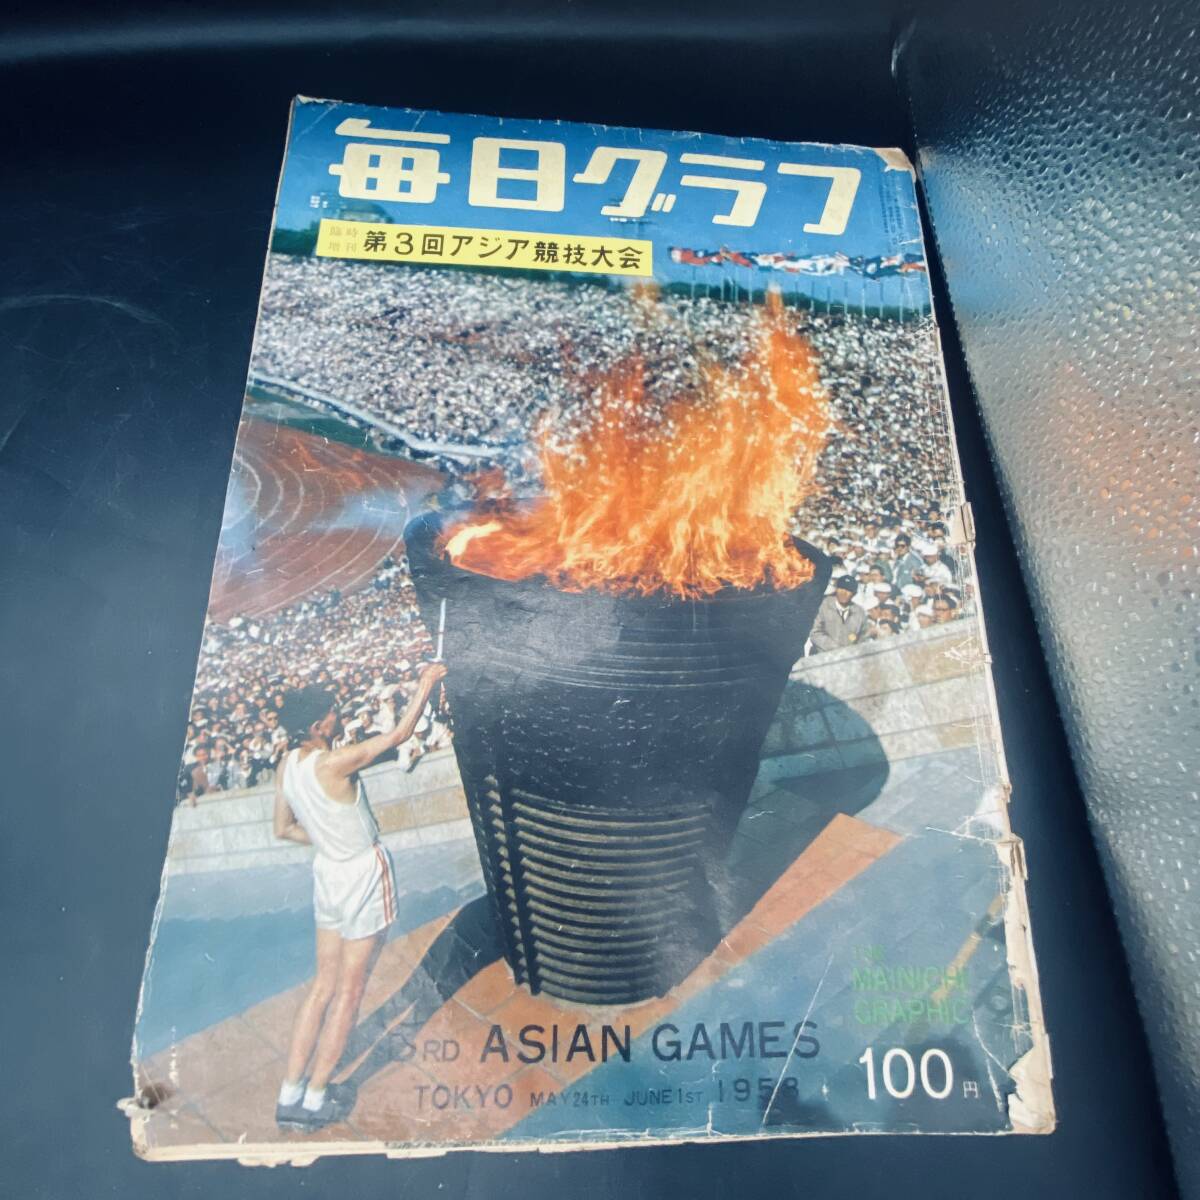 毎日グラフ
臨時
増刊
第3回アジア競技大会
THE
MAINICHI
GRAPHIC
3RD ASIAN GAMES
TOKYO MAY 24TH JUNE 1ST 1958
100円